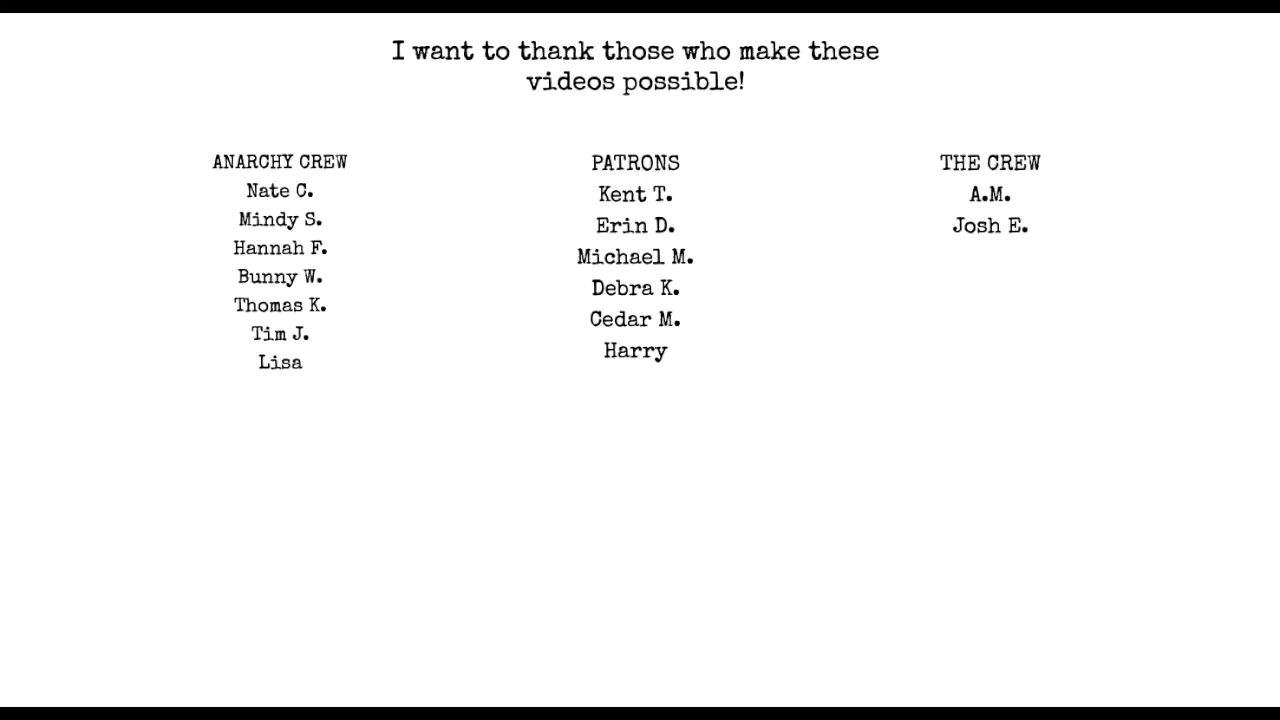 I want to thank those who make these
videos possible!
ANARCHY CREW
Nate C.
Mindy S.
Hannah F.
Bunny W.
Thomas K.
Tim J.
Lisa
PATRONS
Kent T.
Erin D.
Michael M.
Debra K.
Cedar M.
Harry
THE CREW
A.M.
Josh E.